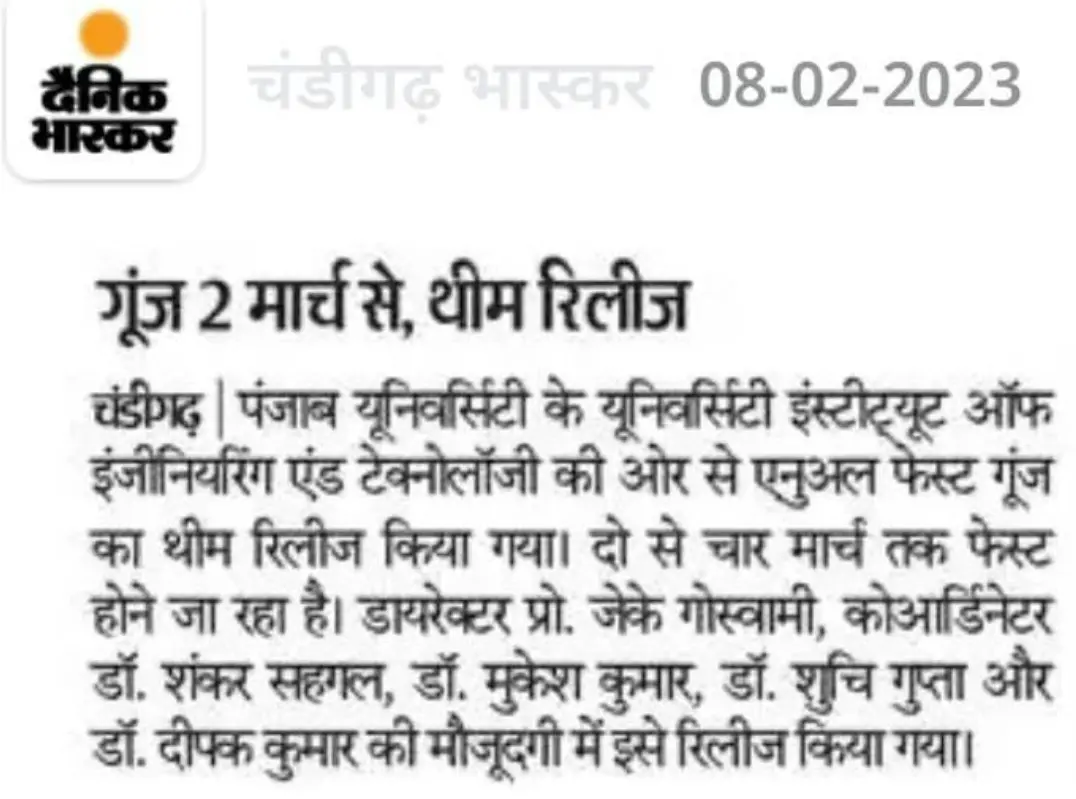 दैनिक
भास्कर
चंडीगढ़ भास्कर 08-02-2023
गूंज 2 मार्च से, थीम रिलीज
चंडीगढ़ | पंजाब यूनिवर्सिटी के यूनिवर्सिटी इंस्टीट्यूट ऑफ
इंजीनियरिंग एंड टेक्नोलॉजी की ओर से एनुअल फेस्ट गूंज
का थीम रिलीज किया गया। दो से चार मार्च तक फेस्ट
होने जा रहा है। डायरेक्टर प्रो. जेके गोस्वामी, कोआर्डिनेटर
डॉ. शंकर सहगल, डॉ. मुकेश कुमार, डॉ. शुचि गुप्ता और
डॉ. दीपक कुमार की मौजूदगी में इसे रिलीज किया गया।